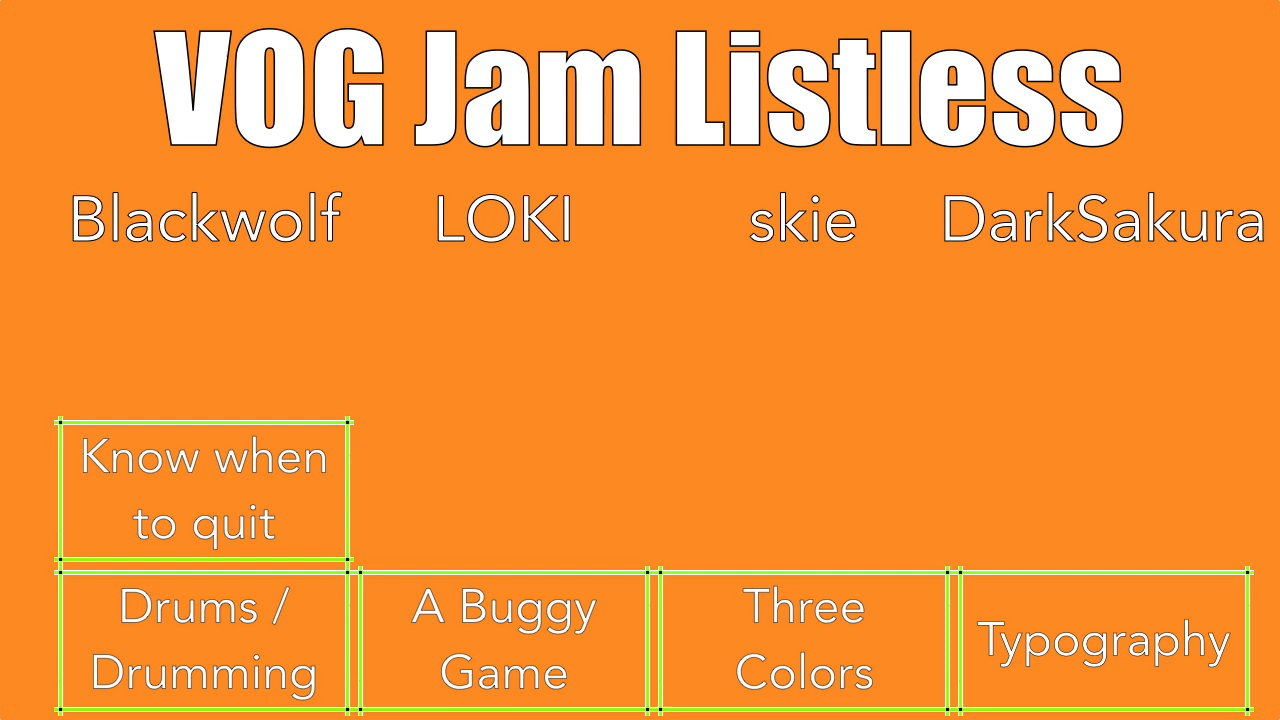 VOG Jam Listless
Blackwolf LOKI skie DarkSakura
Know when
to quit
Drums /
Drumming
A Buggy
Game
Three
Colors
Typography